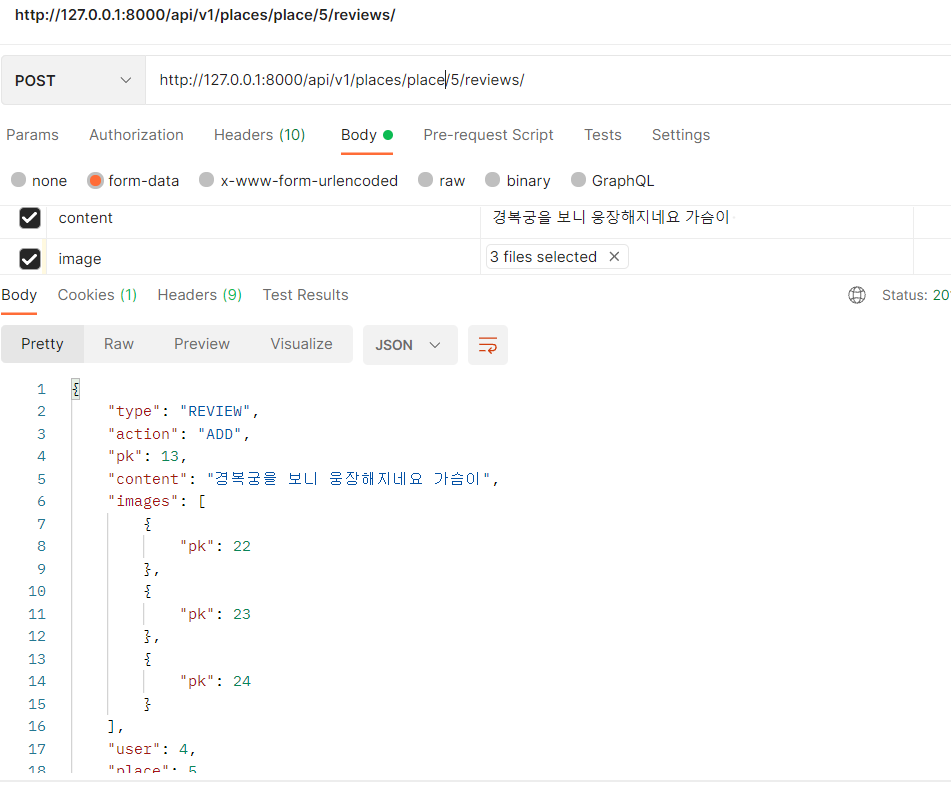 http://127.0.0.1:8000/api/v1/places/place/5/reviews/
POST http://127.0.0.1:8000/api/v1/places/place/5/reviews/
Params Authorization Headers (10) Body Pre-request Script Tests Settings
none form-data x-www-form-urlencoded raw binary GraphQL
content 경복궁을 보니 웅장해지네요 가슴이
image 3 files selected ×
Body Cookies (1) Headers (9) Test Results Status: 20
Pretty Raw Preview Visualize JSON
1 {
2 "type": "REVIEW",
3 "action": "ADD",
4 "pk": 13,
5 "content": "경복궁을 보니 웅장해지네요 가슴이",
6 "images": [
7 {
8 "pk": 22
9 },
10 {
11 "pk": 23
12 },
13 {
14 "pk": 24
15 }
16 ],
17 "user": 4,
18 "place": 5